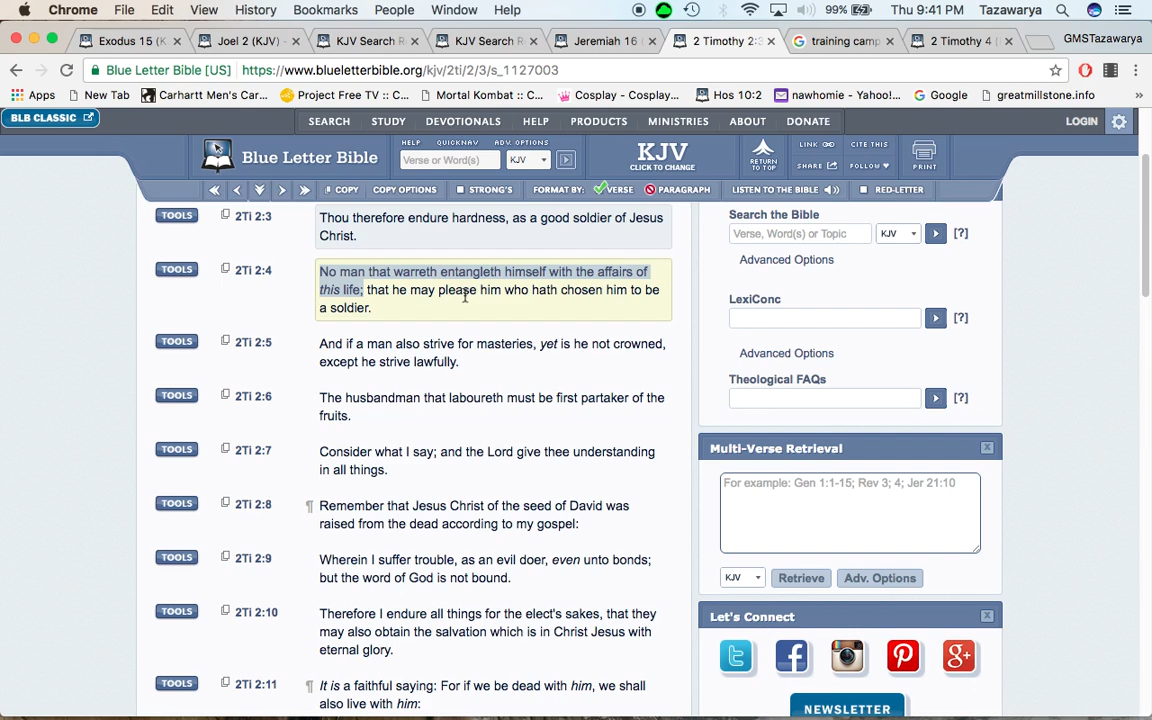 Chrome File Edit View History Bookmarks People Window Help 99% Thu 9:41 PM Tazawarya
Exodus 15 (K Joel 2 (KJV) KJV Search R KJV Search R Jeremiah 16 ( 2 Timothy 2:3 training camp 2 Timothy 4 ( GMSTazawarya
Blue Letter Bible [US] https://www.blueletterbible.org/kjv/2ti/2/3/s_1127003
Apps New Tab Carhartt Men's Car... Project Free TV :: C... Mortal Kombat :: C... Cosplay - Cosplay... Hos 10:2 nawhomie - Yahoo!... Google greatmillstone.info »
BLB CLASSIC SEARCH STUDY DEVOTIONALS HELP PRODUCTS MINISTRIES ABOUT DONATE LOGIN
HELP QUICKNAV ADV. OPTIONS
Blue Letter Bible Verse or Word(s) KJV KJV CLICK TO CHANGE RETURN TO TOP LINK CITE THIS SHARE FOLLOW PRINT
COPY COPY OPTIONS STRONG'S FORMAT BY: VERSE PARAGRAPH LISTEN TO THE BIBLE RED-LETTER
TOOLS 2Ti 2:3 Thou therefore endure hardness, as a good soldier of Jesus
Christ.
TOOLS 2Ti 2:4 No man that warreth entangleth himself with the affairs of
this life; that he may please him who hath chosen him to be
a soldier.
TOOLS 2Ti 2:5 And if a man also strive for masteries, yet is he not crowned,
except he strive lawfully.
TOOLS 2Ti 2:6 The husbandman that laboureth must be first partaker of the
fruits.
TOOLS 2Ti 2:7 Consider what I say; and the Lord give thee understanding
in all things.
TOOLS 2Ti 2:8 ¶ Remember that Jesus Christ of the seed of David was
raised from the dead according to my gospel:
TOOLS 2Ti 2:9 Wherein I suffer trouble, as an evil doer, even unto bonds;
but the word of God is not bound.
TOOLS 2Ti 2:10 Therefore I endure all things for the elect's sakes, that they
may also obtain the salvation which is in Christ Jesus with
eternal glory.
TOOLS 2Ti 2:11 ¶ It is a faithful saying: For if we be dead with him, we shall
also live with him:
Search the Bible
Verse, Word(s) or Topic KJV [?]
Advanced Options
LexiConc
[?]
Advanced Options
Theological FAQs
[?]
Multi-Verse Retrieval
For example: Gen 1:1-15; Rev 3; 4; Jer 21:10
KJV Retrieve Adv. Options
Let's Connect
NEWSLETTER